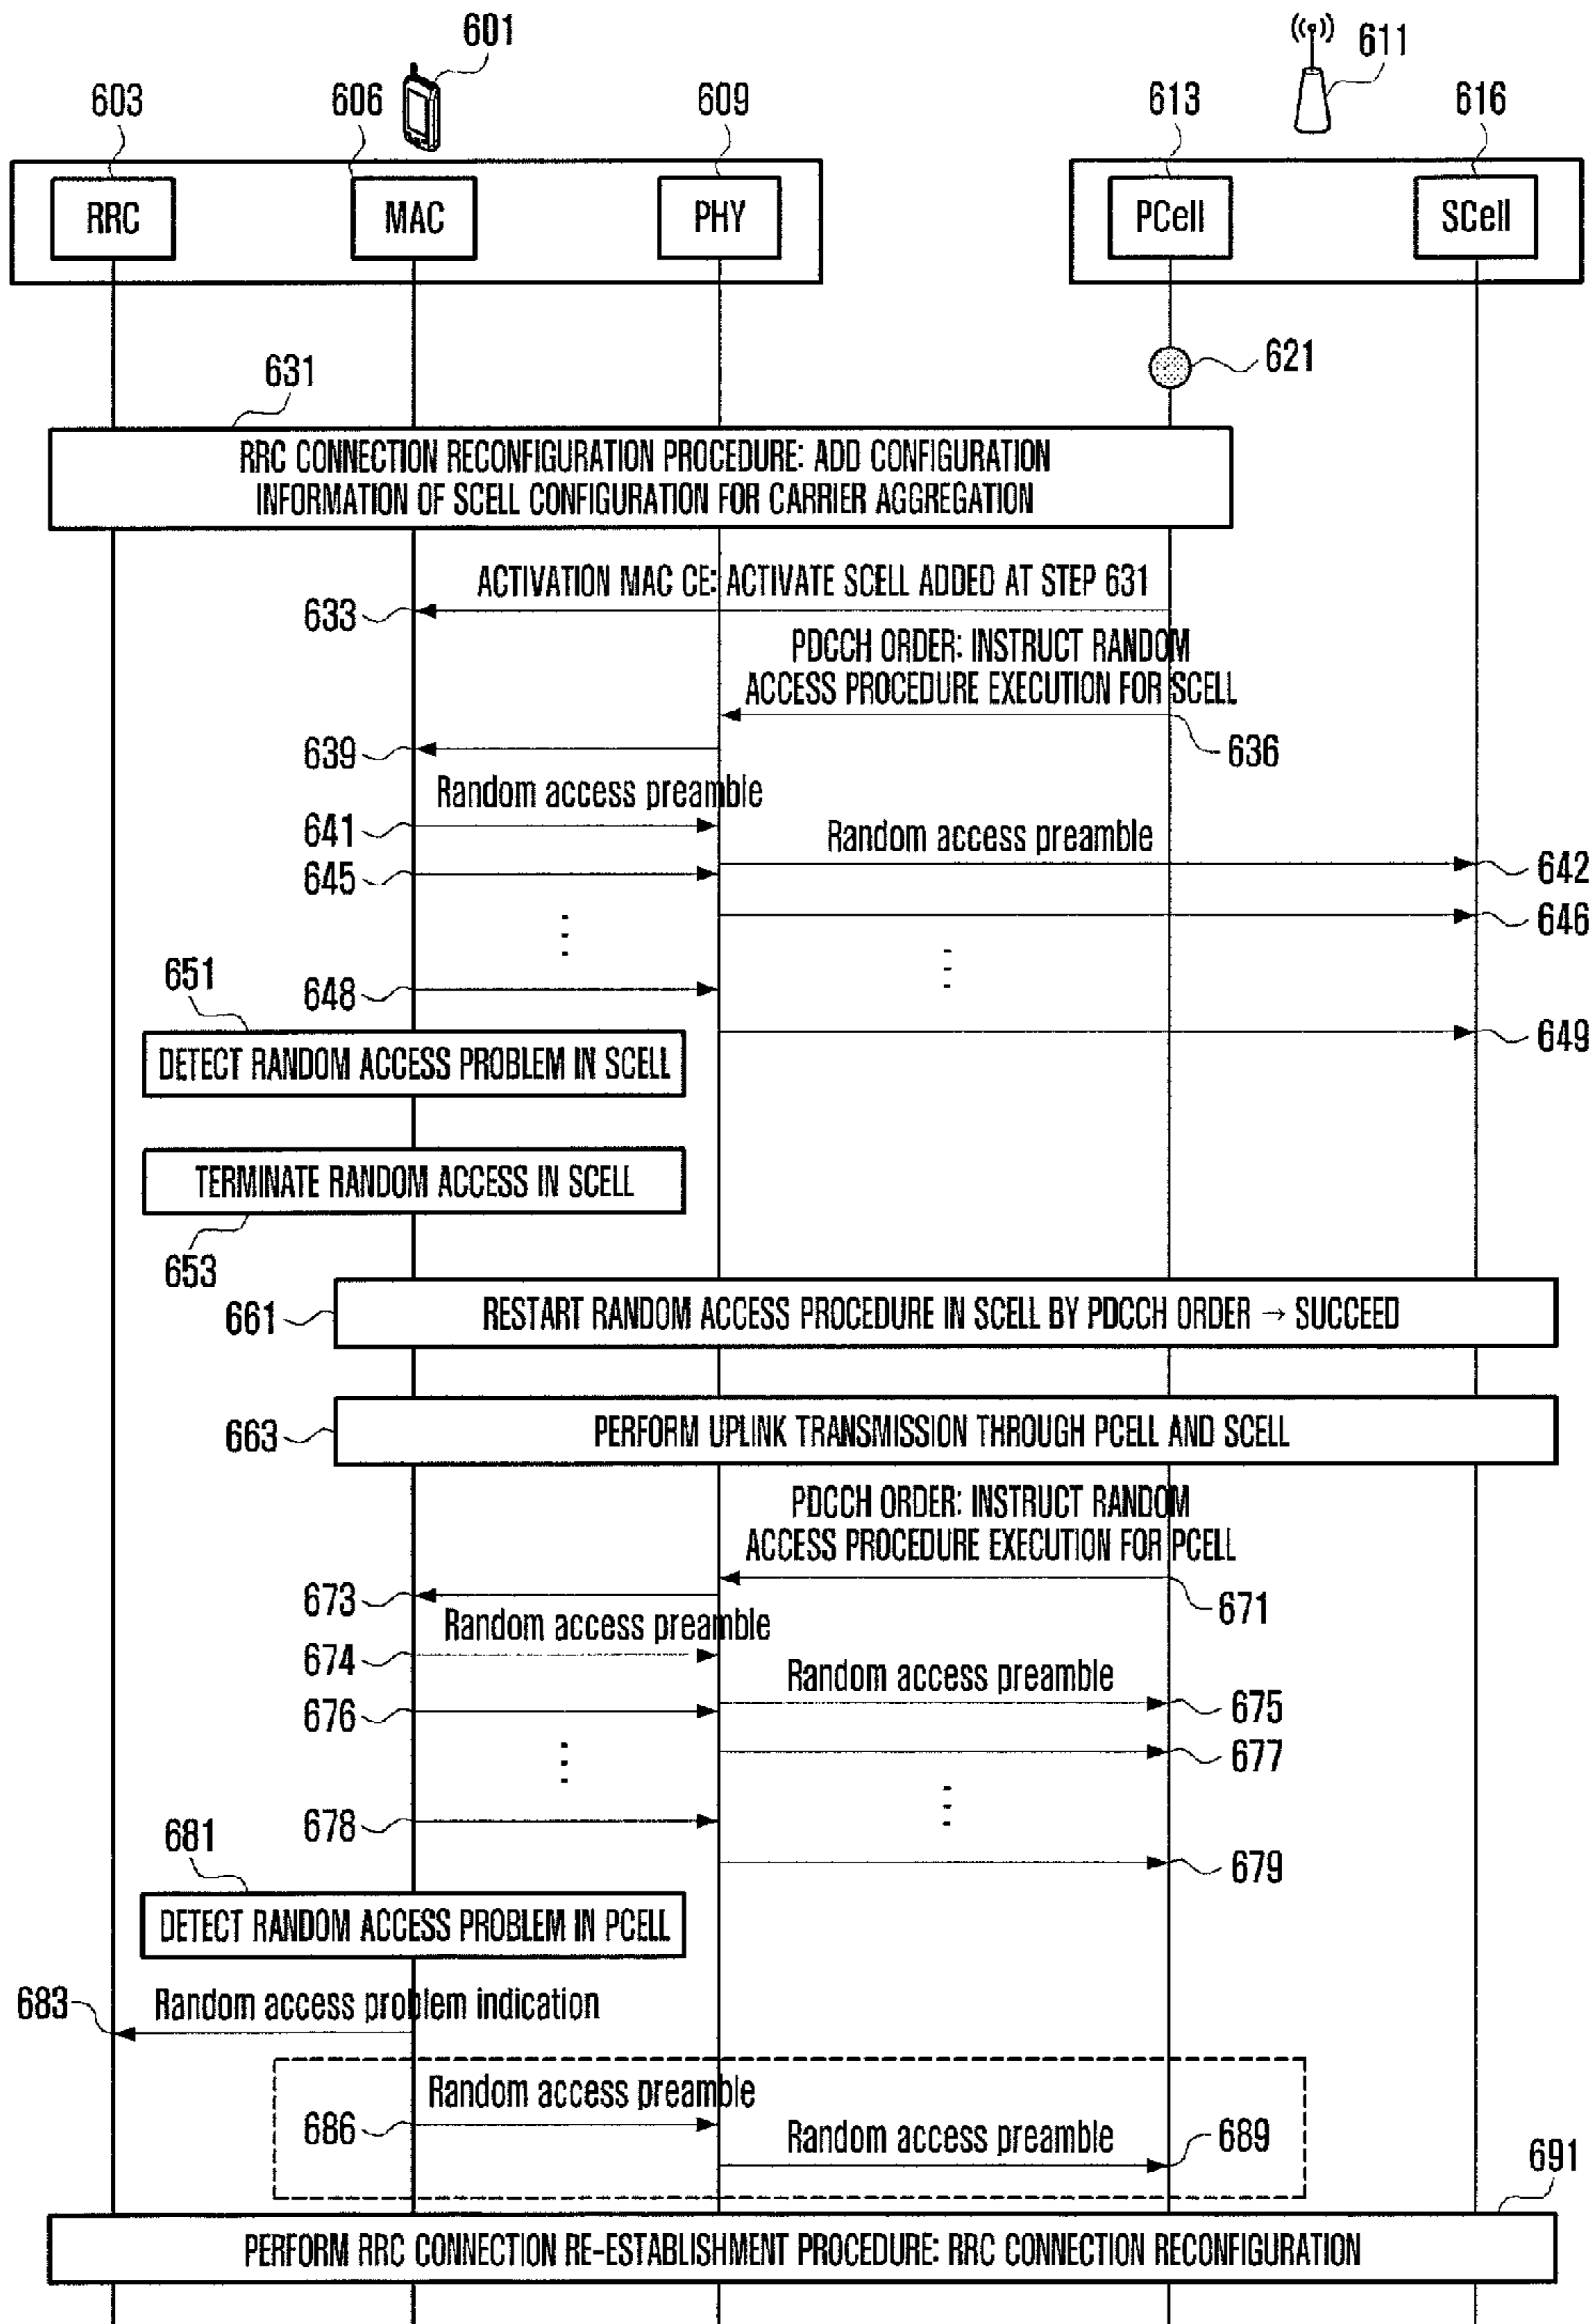 601
611
603
606
609
613
616
RRC
MAC
PHY
PCell
SCell
621
631
RRC CONNECTION RECONFIGURATION PROCEDURE: ADD CONFIGURATION
INFORMATION OF SCELL CONFIGURATION FOR CARRIER AGGREGATION
ACTIVATION MAC CE: ACTIVATE SCELL ADDED AT STEP 631
633
PDCCH ORDER: INSTRUCT RANDOM
ACCESS PROCEDURE EXECUTION FOR SCELL
636
639
Random access preamble
641
Random access preamble
642
645
646
⋮
⋮
651
648
649
DETECT RANDOM ACCESS PROBLEM IN SCELL
TERMINATE RANDOM ACCESS IN SCELL
653
661
RESTART RANDOM ACCESS PROCEDURE IN SCELL BY PDCCH ORDER → SUCCEED
663
PERFORM UPLINK TRANSMISSION THROUGH PCELL AND SCELL
PDCCH ORDER: INSTRUCT RANDOM
ACCESS PROCEDURE EXECUTION FOR PCELL
673
671
Random access preamble
674
Random access preamble
675
676
677
⋮
⋮
678
681
679
DETECT RANDOM ACCESS PROBLEM IN PCELL
683
Random access problem indication
Random access preamble
686
Random access preamble
689
691
PERFORM RRC CONNECTION RE-ESTABLISHMENT PROCEDURE: RRC CONNECTION RECONFIGURATION